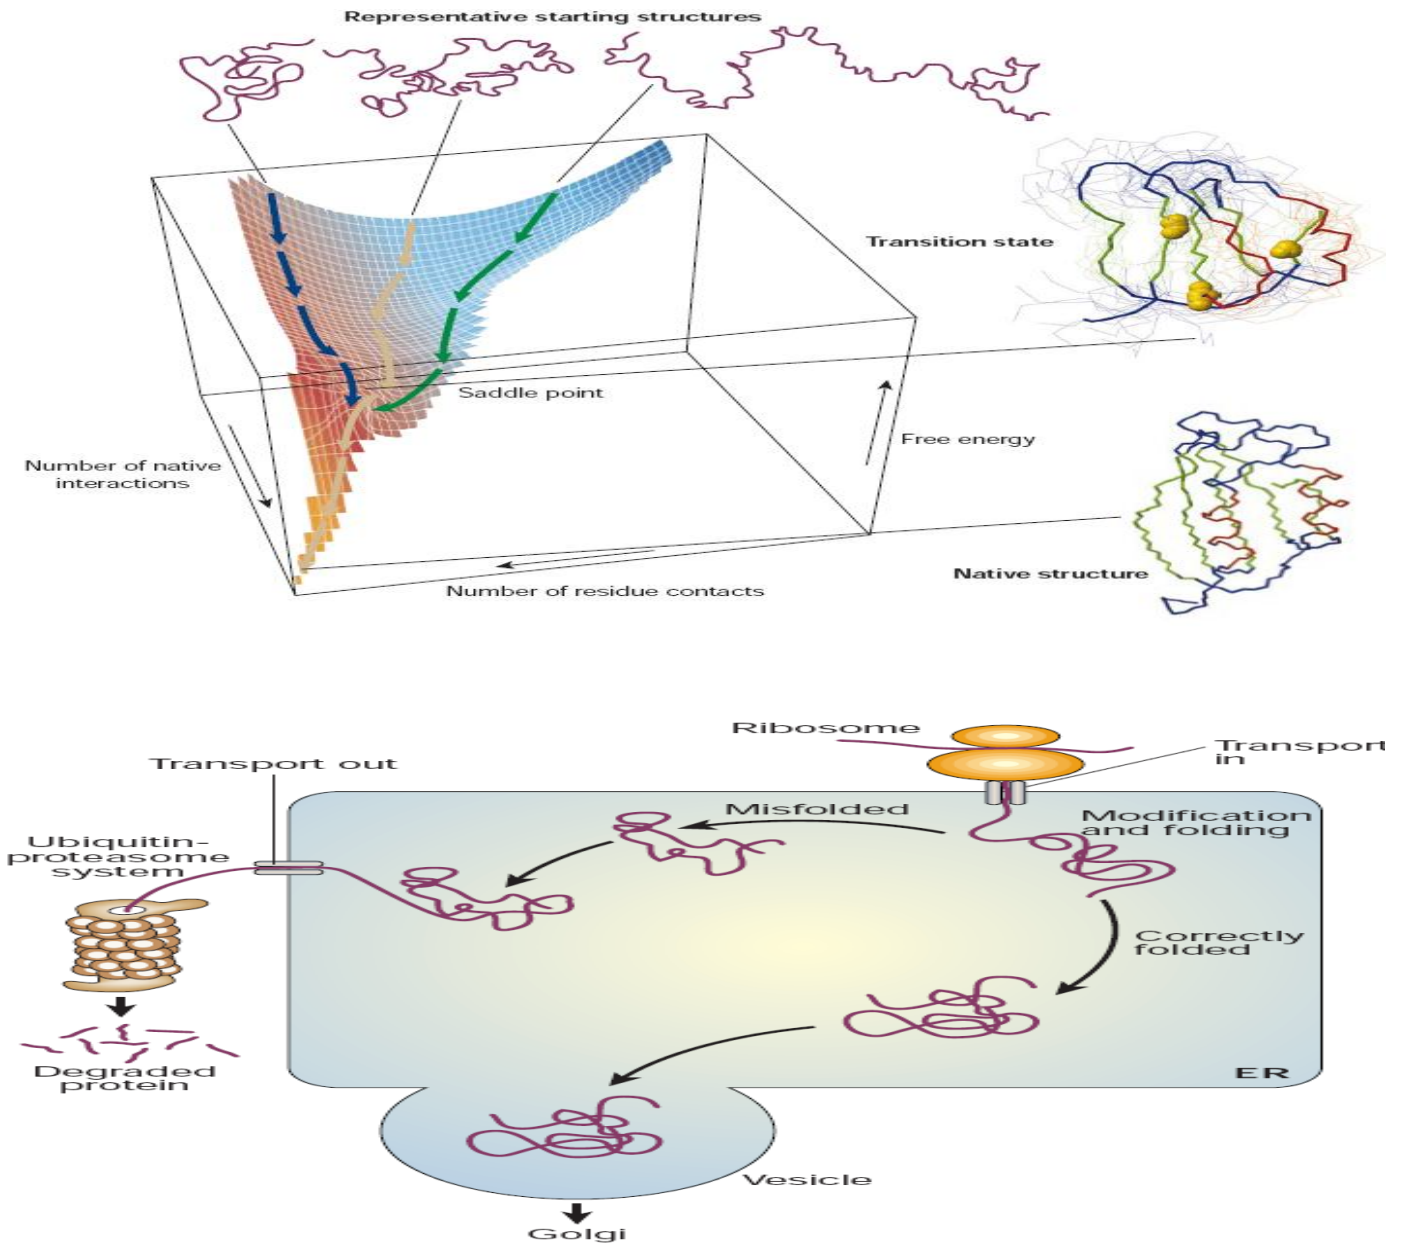 Representative starting structures
Transition state
Saddle point
Free energy
Number of native
interactions
Native structure
Number of residue contacts
Ribosome
Transport
in
Transport out
Misfolded
Modification
and folding
Ubiquitin-
proteasome
system
Correctly
folded
Degraded
protein
ER
Vesicle
Golgi